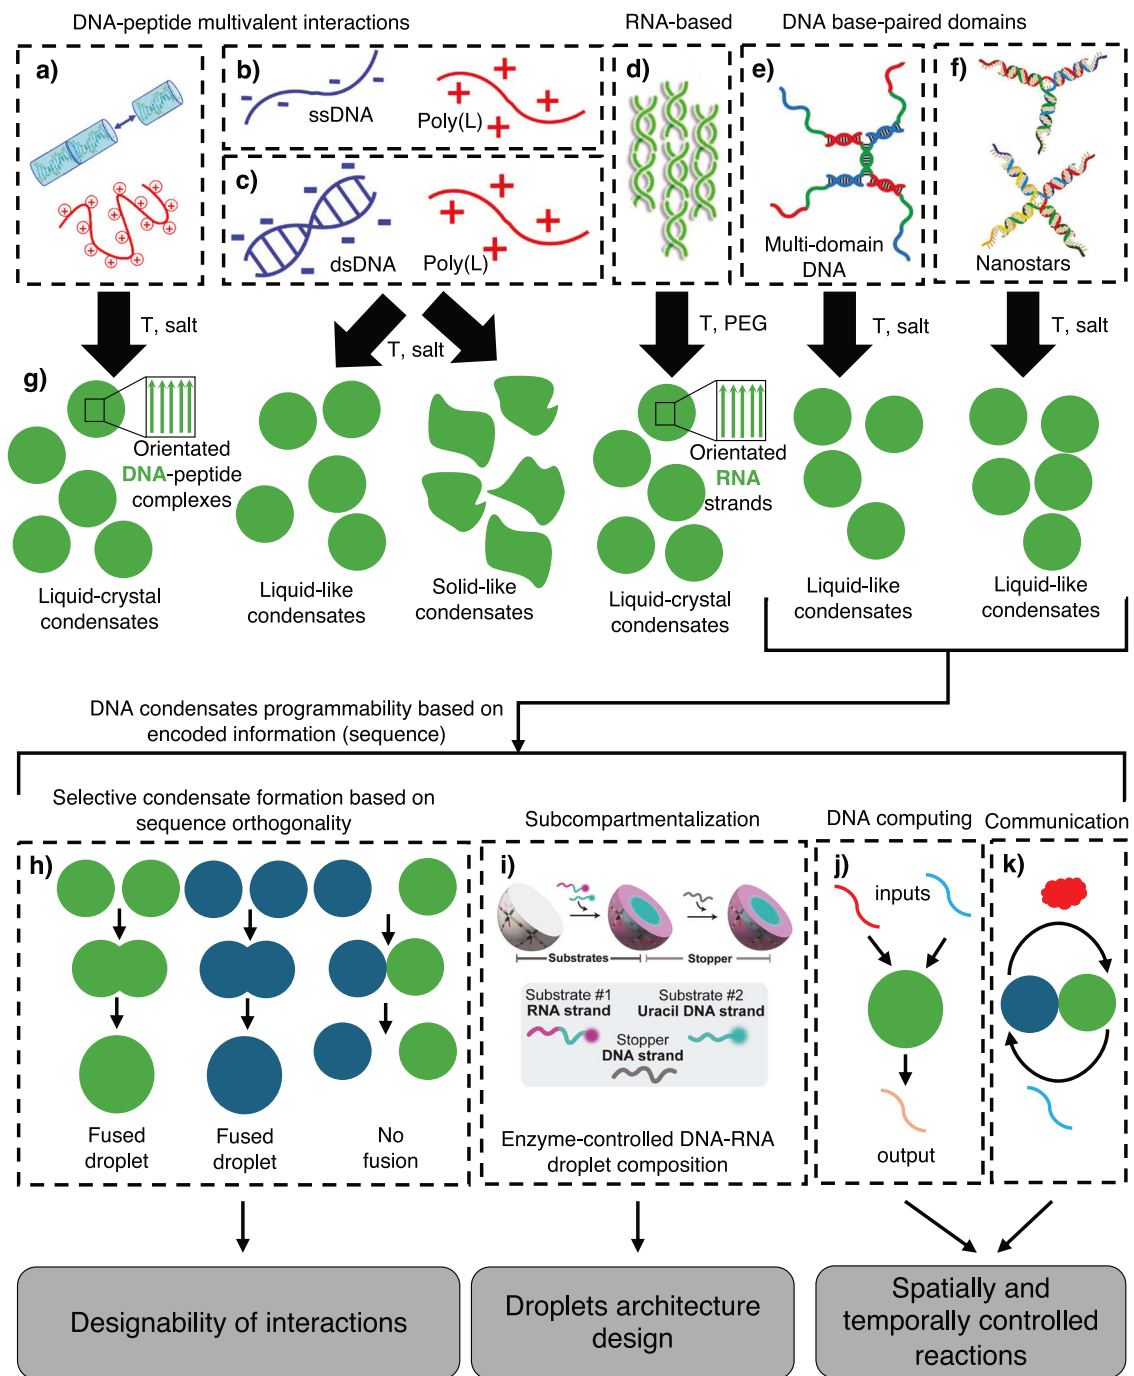 DNA-peptide multivalent interactions
RNA-based
DNA base-paired domains
a)
b)
ssDNA
Poly(L)
c)
dsDNA
Poly(L)
d)
e)
Multi-domain
DNA
f)
Nanostars
T, salt
T, salt
T, PEG
T, salt
T, salt
g)
Orientated
DNA-peptide
complexes
Orientated
RNA
strands
Liquid-crystal
condensates
Liquid-like
condensates
Solid-like
condensates
Liquid-crystal
condensates
Liquid-like
condensates
Liquid-like
condensates
DNA condensates programmability based on
encoded information (sequence)
Selective condensate formation based on
sequence orthogonality
Subcompartmentalization
DNA computing
Communication
h)
Fused
droplet
Fused
droplet
No
fusion
i)
Substrates
Stopper
Substrate #1
RNA strand
Substrate #2
Uracil DNA strand
Stopper
DNA strand
Enzyme-controlled DNA-RNA
droplet composition
j)
inputs
output
k)
Designability of interactions
Droplets architecture
design
Spatially and
temporally controlled
reactions